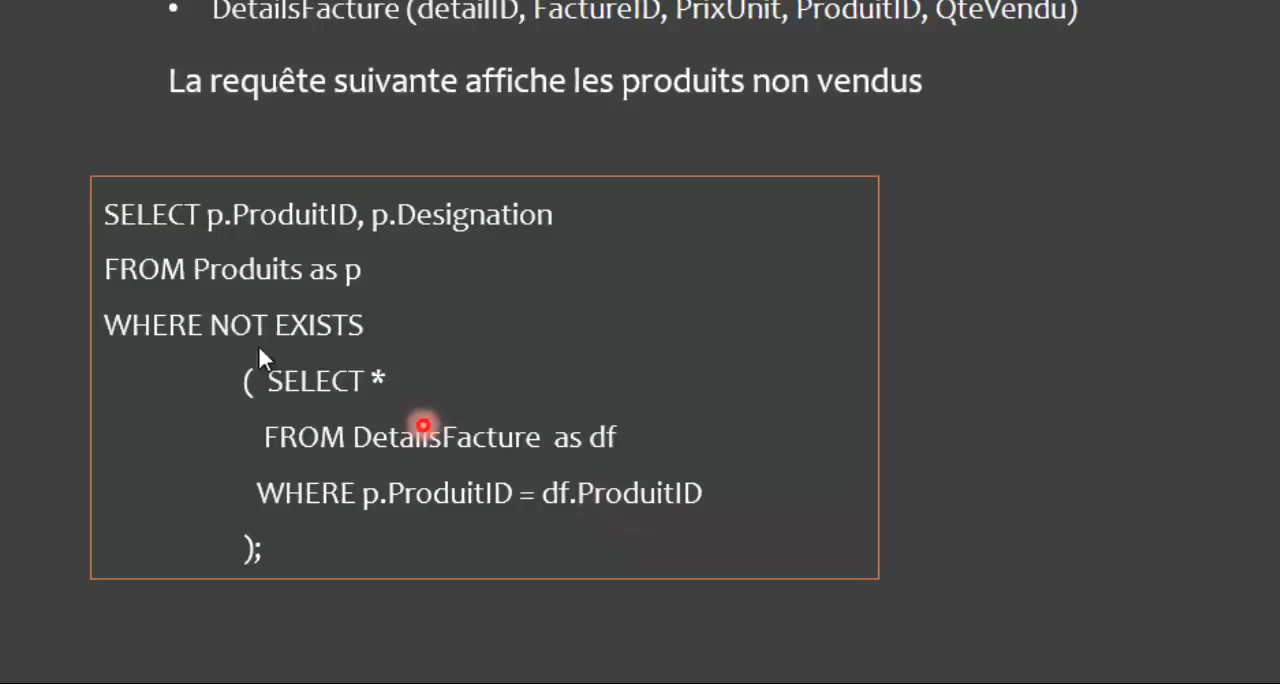 • DetailsFacture (detailID, FactureID, PrixUnit, ProduitID, QteVendu)
La requête suivante affiche les produits non vendus
SELECT p.ProduitID, p.Designation
FROM Produits as p
WHERE NOT EXISTS
( SELECT *
FROM DetailsFacture as df
WHERE p.ProduitID = df.ProduitID
);